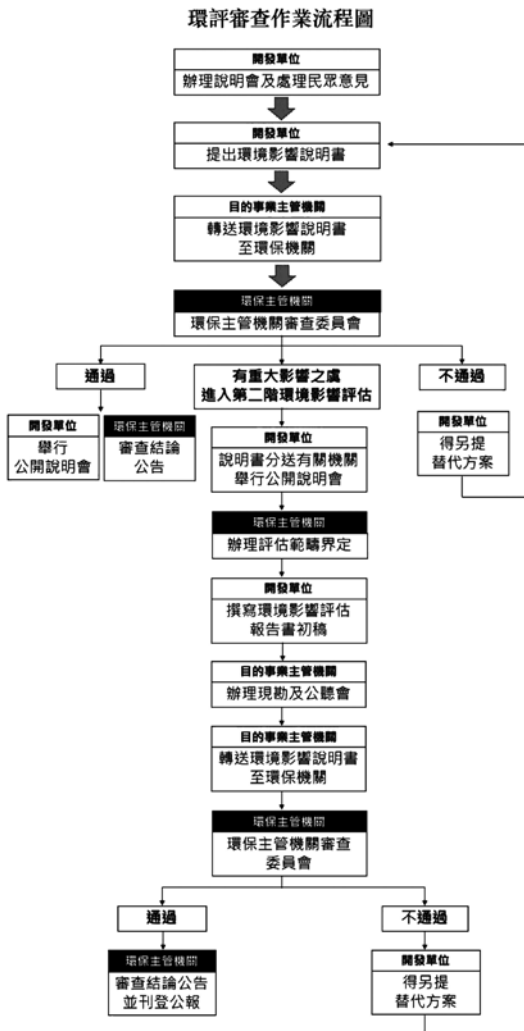 環評審查作業流程圖
開發單位
辦理說明會及處理民眾意見
開發單位
提出環境影響說明書
目的事業主管機關
轉送環境影響說明書
至環保機關
環保主管機關
環保主管機關審查委員會
通過
有重大影響之虞
進入第二階環境影響評估
不通過
開發單位
舉行
公開說明會
環保主管機關
審查結論
公告
開發單位
得另提
替代方案
開發單位
說明書分送有關機關
舉行公開說明會
環保主管機關
辦理評估範疇界定
開發單位
撰寫環境影響評估
報告書初稿
目的事業主管機關
辦理現勘及公聽會
目的事業主管機關
轉送環境影響說明書
至環保機關
環保主管機關
環保主管機關審查
委員會
通過
不通過
環保主管機關
審查結論公告
並刊登公報
開發單位
得另提
替代方案